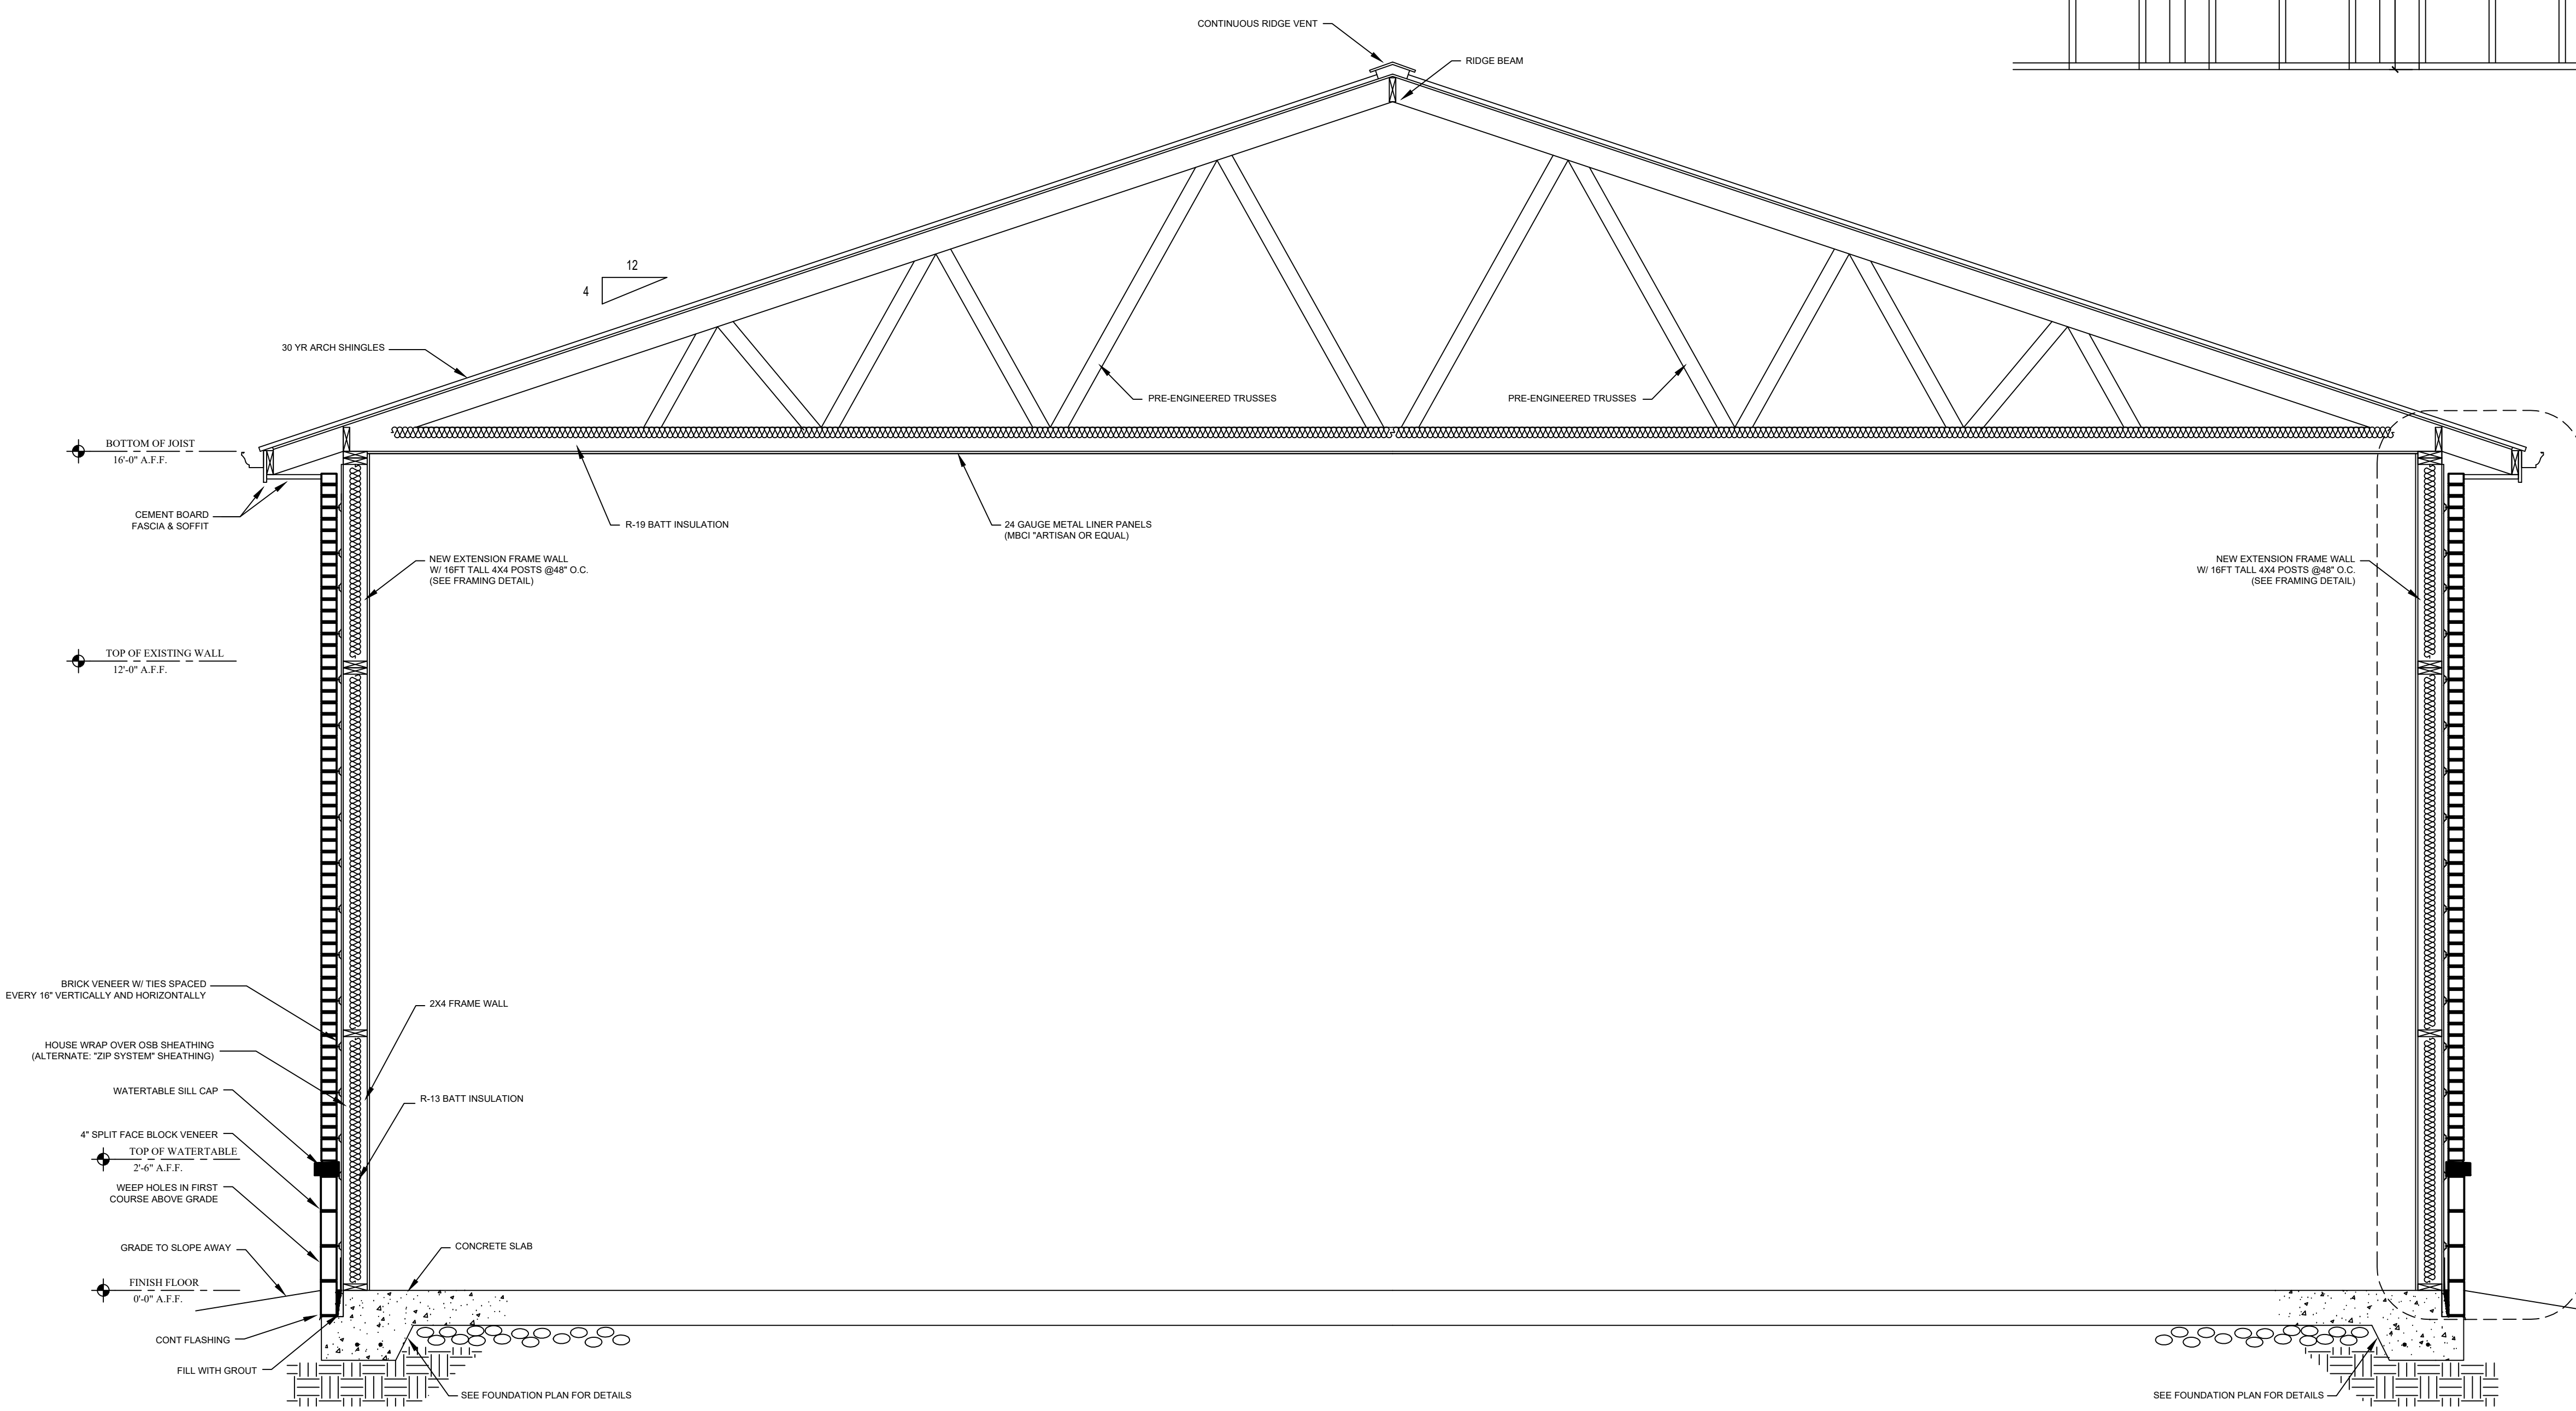 CONTINUOUS RIDGE VENT
RIDGE BEAM
12
4
30 YR ARCH SHINGLES
PRE-ENGINEERED TRUSSES
PRE-ENGINEERED TRUSSES
BOTTOM OF JOIST
16'-0" A.F.F.
CEMENT BOARD
FASCIA & SOFFIT
R-19 BATT INSULATION
24 GAUGE METAL LINER PANELS
(MBCI "ARTISAN OR EQUAL)
NEW EXTENSION FRAME WALL
W/ 16FT TALL 4X4 POSTS @48" O.C.
(SEE FRAMING DETAIL)
NEW EXTENSION FRAME WALL
W/ 16FT TALL 4X4 POSTS @48" O.C.
(SEE FRAMING DETAIL)
TOP OF EXISTING WALL
12'-0" A.F.F.
BRICK VENEER W/ TIES SPACED
EVERY 16" VERTICALLY AND HORIZONTALLY
2X4 FRAME WALL
HOUSE WRAP OVER OSB SHEATHING
(ALTERNATE: "ZIP SYSTEM" SHEATHING)
WATERTABLE SILL CAP
R-13 BATT INSULATION
4" SPLIT FACE BLOCK VENEER
TOP OF WATERTABLE
2'-6" A.F.F.
WEEP HOLES IN FIRST
COURSE ABOVE GRADE
GRADE TO SLOPE AWAY
CONCRETE SLAB
FINISH FLOOR
0'-0" A.F.F.
CONT FLASHING
FILL WITH GROUT
SEE FOUNDATION PLAN FOR DETAILS
SEE FOUNDATION PLAN FOR DETAILS